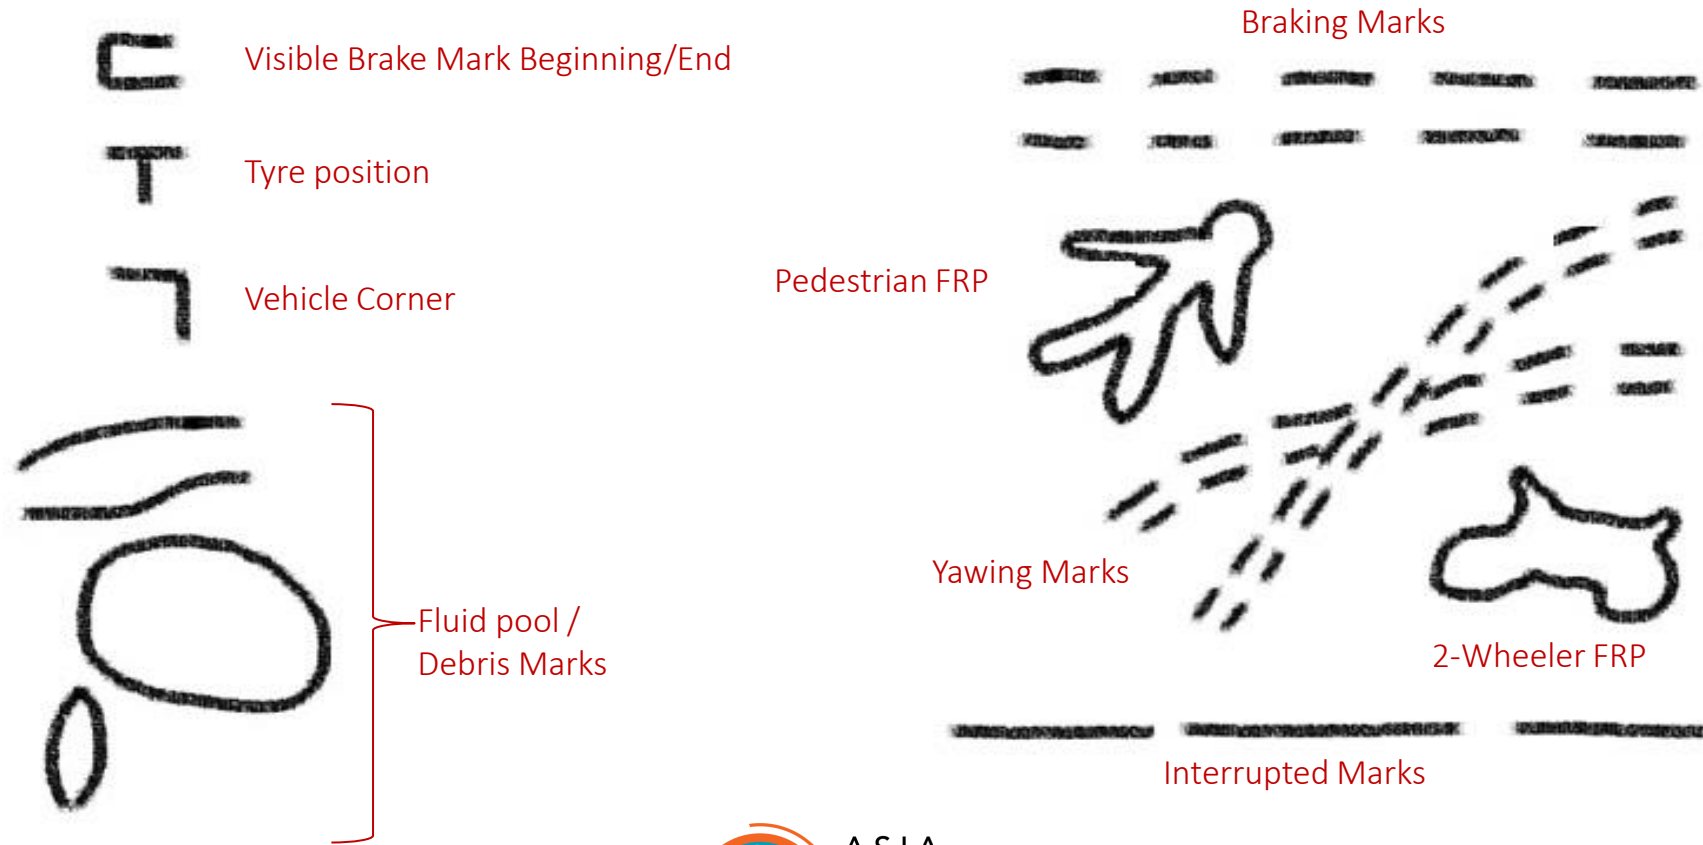 Braking Marks
Visible Brake Mark Beginning/End
Tyre position
Pedestrian FRP
Vehicle Corner
Yawing Marks
Fluid pool /
Debris Marks
2-Wheeler FRP
Interrupted Marks
ASIA